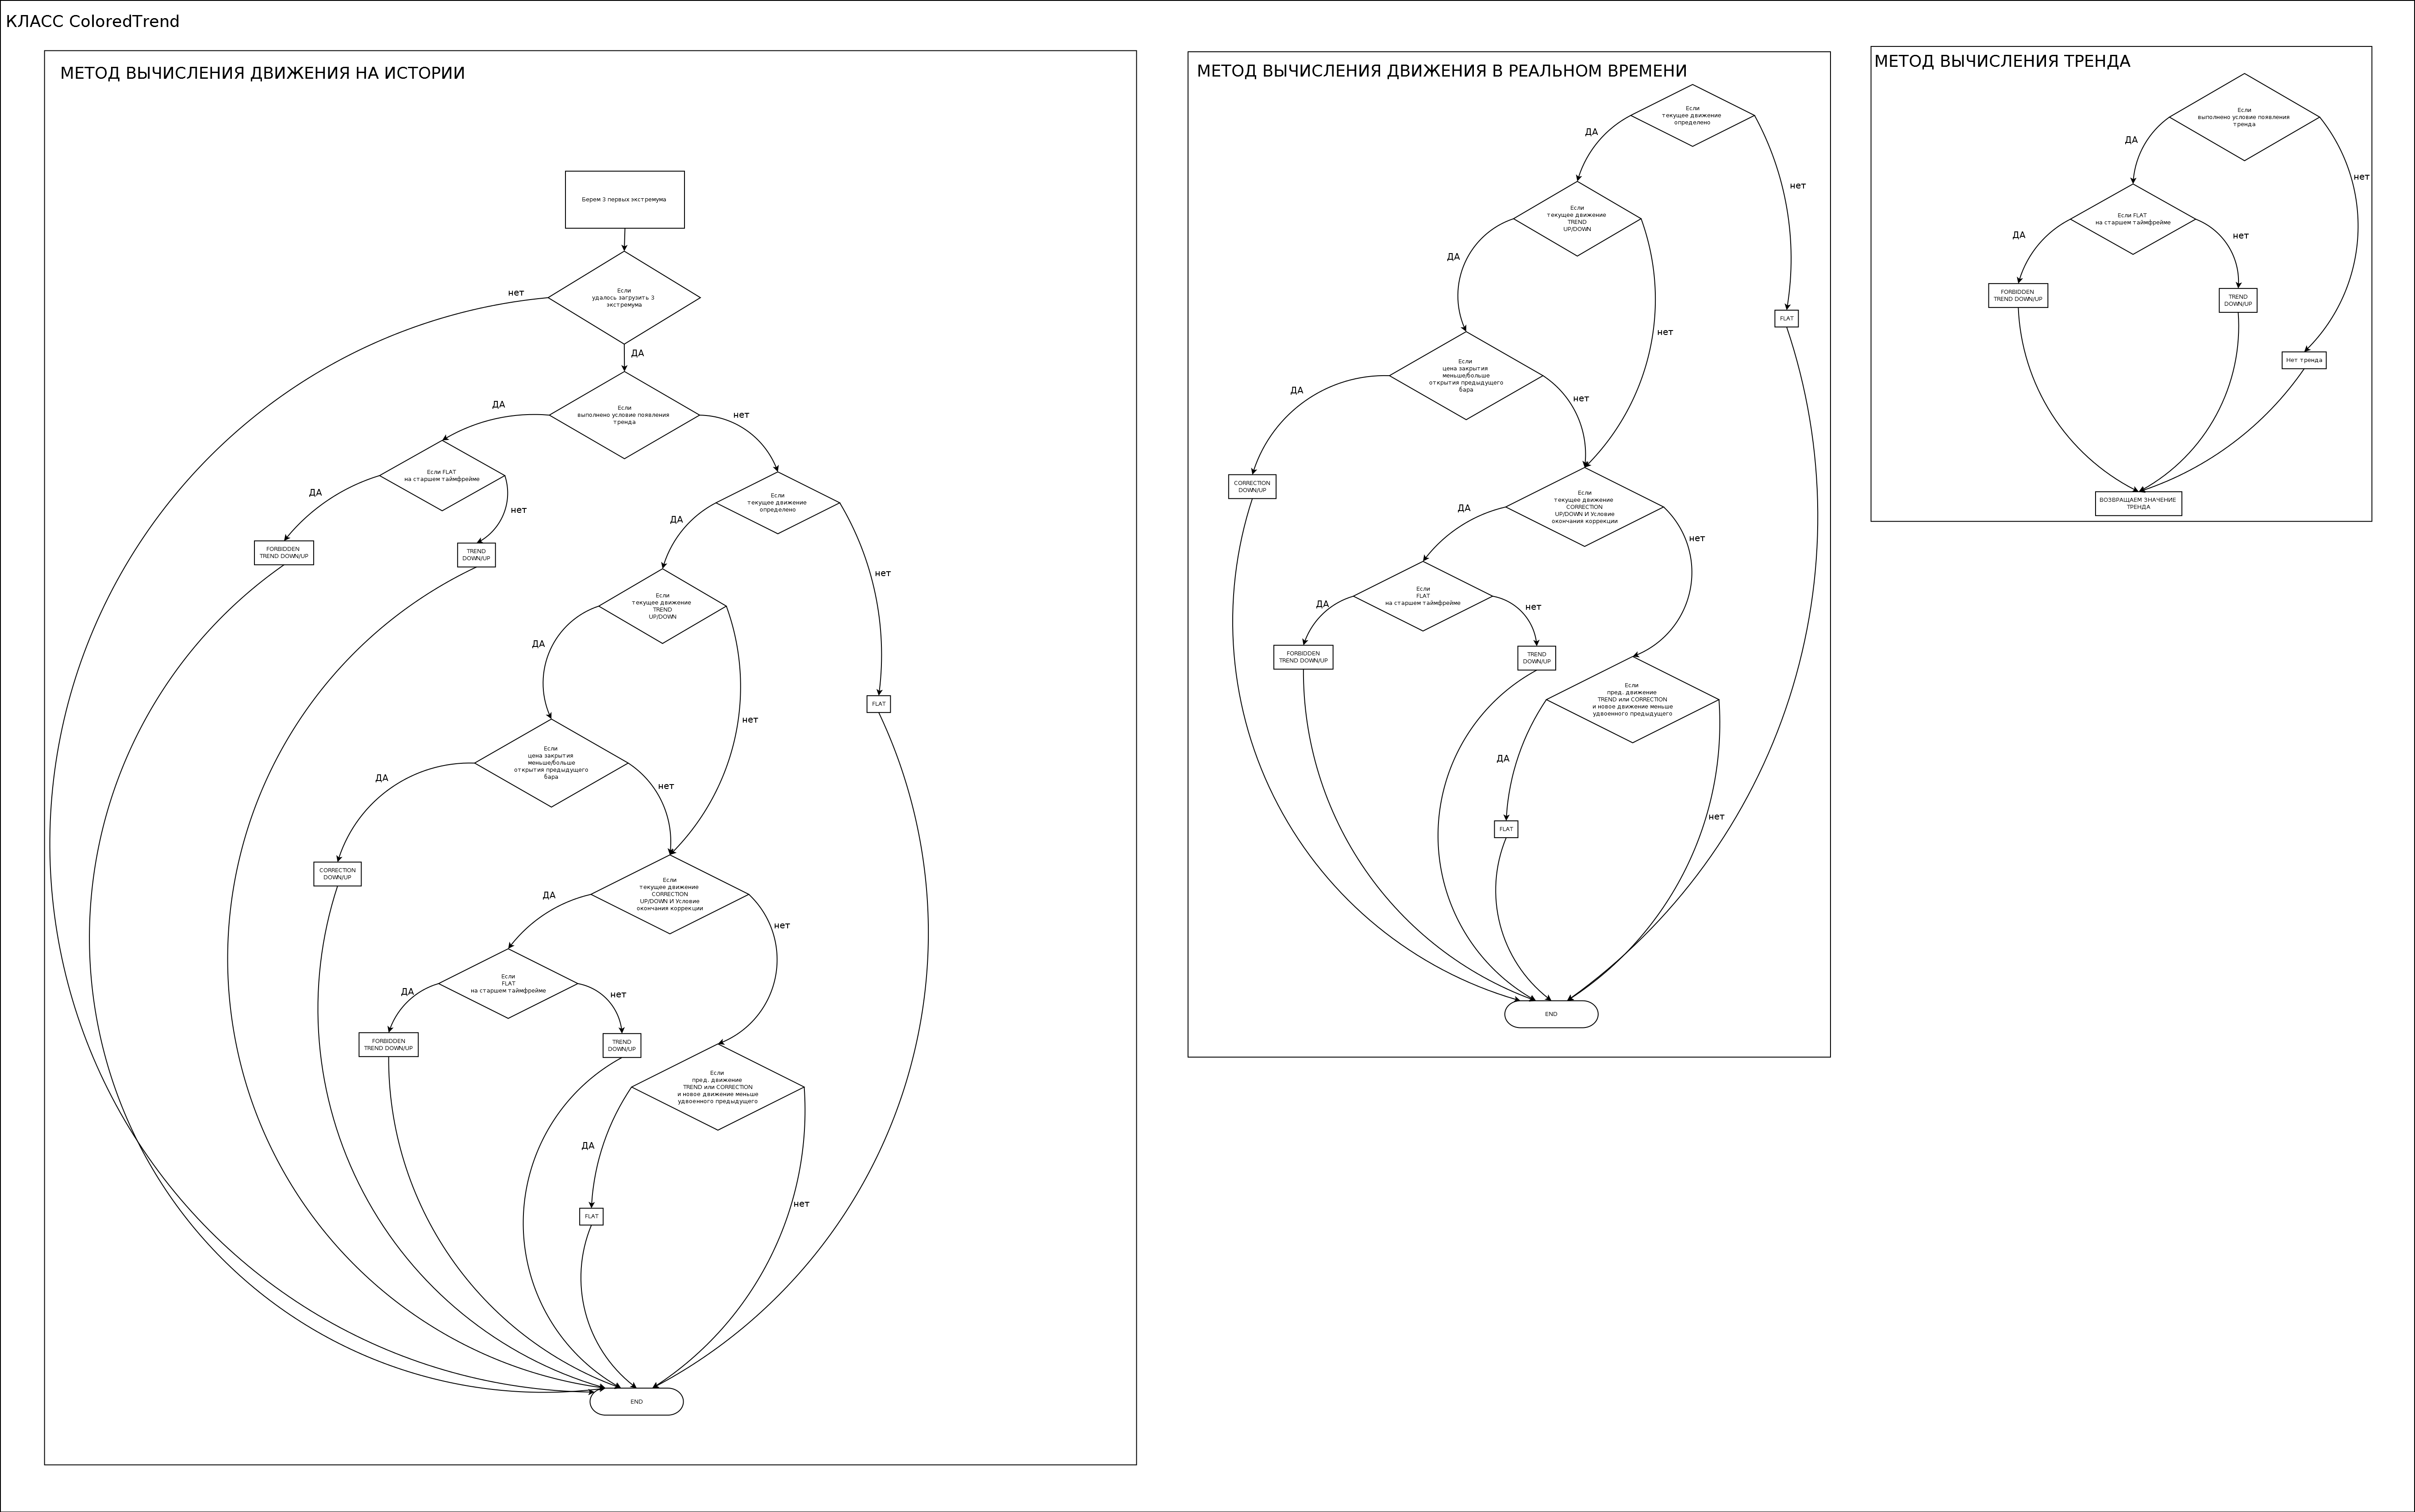 КЛАСС ColoredTrend
МЕТОД ВЫЧИСЛЕНИЯ ДВИЖЕНИЯ НА ИСТОРИИ
Берем 3 первых экстремума
Если
удалось загрузить 3
экстремума
нет
ДА
Если
выполнено условие появления
тренда
ДА
нет
Если FLAT
на старшем таймфрейме
ДА
нет
FORBIDDEN
TREND DOWN/UP
TREND
DOWN/UP
Если
текущее движение
определено
ДА
нет
Если
текущее движение
TREND
UP/DOWN
ДА
нет
FLAT
Если
цена закрытия
меньше/больше
открытия предыдущего
бара
ДА
нет
CORRECTION
DOWN/UP
Если
текущее движение
CORRECTION
UP/DOWN И Условие
окончания коррекции
ДА
нет
Если
FLAT
на старшем таймфрейме
ДА
нет
FORBIDDEN
TREND DOWN/UP
TREND
DOWN/UP
Если
пред. движение
TREND или CORRECTION
и новое движение меньше
удвоенного предыдущего
ДА
нет
FLAT
END
МЕТОД ВЫЧИСЛЕНИЯ ДВИЖЕНИЯ В РЕАЛЬНОМ ВРЕМЕНИ
Если
текущее движение
определено
ДА
нет
Если
текущее движение
TREND
UP/DOWN
ДА
нет
FLAT
Если
цена закрытия
меньше/больше
открытия предыдущего
бара
ДА
нет
CORRECTION
DOWN/UP
Если
текущее движение
CORRECTION
UP/DOWN И Условие
окончания коррекции
ДА
нет
Если
FLAT
на старшем таймфрейме
ДА
нет
FORBIDDEN
TREND DOWN/UP
TREND
DOWN/UP
Если
пред. движение
TREND или CORRECTION
и новое движение меньше
удвоенного предыдущего
ДА
нет
FLAT
END
МЕТОД ВЫЧИСЛЕНИЯ ТРЕНДА
Если
выполнено условие появления
тренда
ДА
нет
Если FLAT
на старшем таймфрейме
ДА
нет
FORBIDDEN
TREND DOWN/UP
TREND
DOWN/UP
Нет тренда
ВОЗВРАЩАЕМ ЗНАЧЕНИЕ
ТРЕНДА